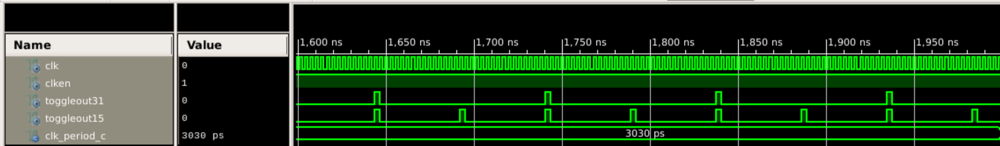 Name Value 1,600 ns 1,650 ns 1,700 ns 1,750 ns 1,800 ns 1,850 ns 1,900 ns 1,950 ns
clk 0
clken 1
toggleout31 0
toggleout15 0
clk_period_c 3030 ps 3030 ps